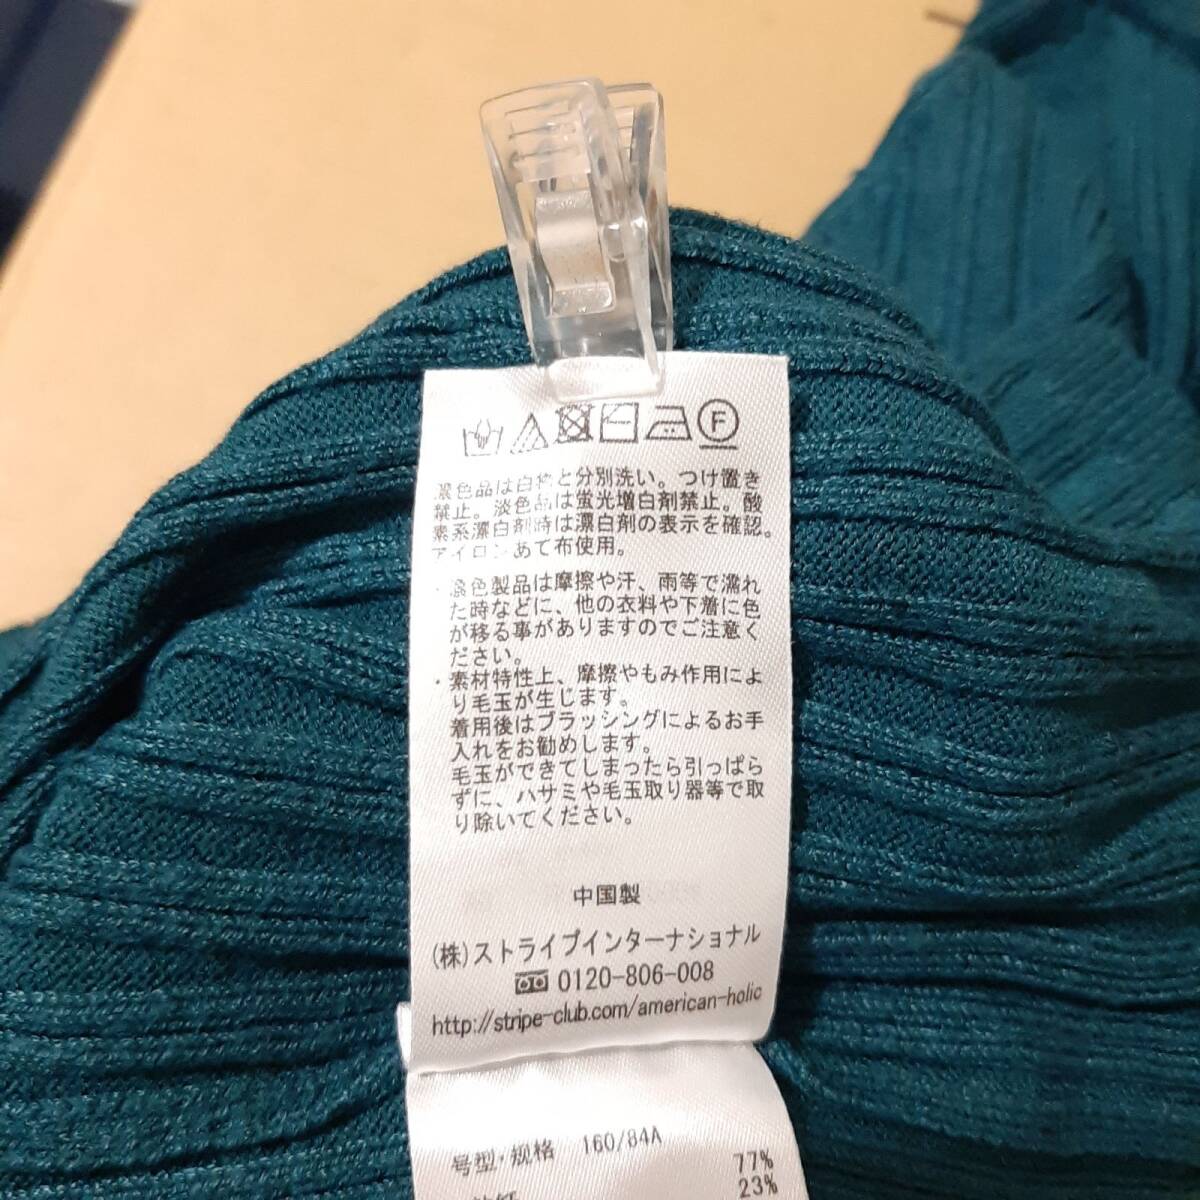 F
濃色品は白物と分別洗い。つけ置き
禁止。淡色品は蛍光増白剤禁止。酸
素系漂白剤時は漂白剤の表示を確認。
アイロンあて布使用。
・濃色製品は摩擦や汗、雨等で濡れ
た時などに、他の衣料や下着に色
が移る事がありますのでご注意く
ださい。
・素材特性上、摩擦やもみ作用によ
り毛玉が生じます。
着用後はブラッシングによるお手
入れをお勧めします。
毛玉ができてしまったら引っぱら
ずに、ハサミや毛玉取り器等で取
り除いてください。
中国製
(株)ストライプインターナショナル
0120-806-008
http://stripe-club.com/american-holic
号型·规格 160/84A
77%
23%